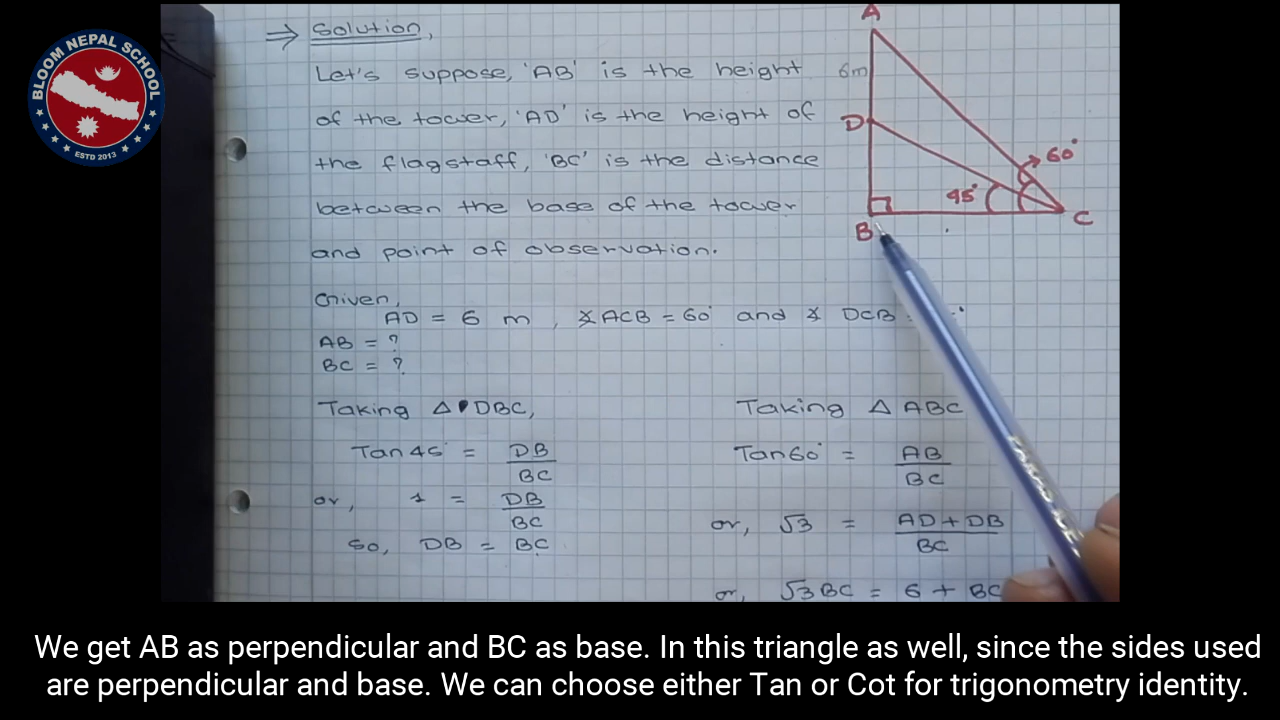 BLOOM NEPAL SCHOOL
ESTD 2013
⇒ Solution,
Let's suppose, 'AB' is the height
of the tower, 'AD' is the height of
the flagstaff, 'BC' is the distance
between the base of the tower
and point of observation.
A
6m
D
60°
45°
B
C
Given,
AD = 6 m, ∡ACB = 60° and ∡ DCB
AB = ?
BC = ?
Taking △ DBC,
Tan45° = DB
BC
or, 1 = DB
BC
So, DB = BC
Taking △ ABC
Tan60° = AB
BC
or, √3 = AD + DB
BC
or, √3 BC = 6 + BC
We get AB as perpendicular and BC as base. In this triangle as well, since the sides used
are perpendicular and base. We can choose either Tan or Cot for trigonometry identity.